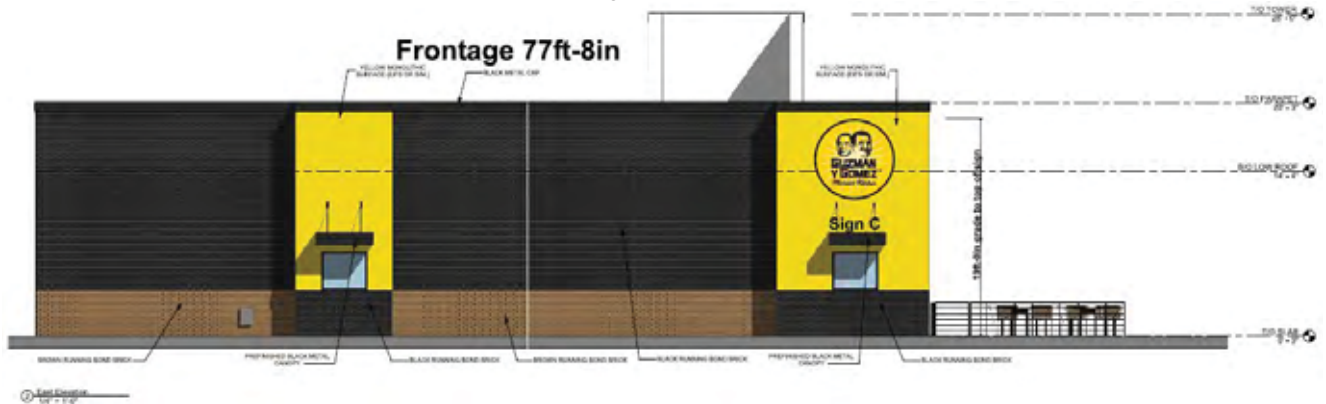 T/O TOWER
Frontage 77ft-8in
YELLOW MONOLITHIC
SURFACE (EIFS OR SIM.)
BLACK METAL CAP
YELLOW MONOLITHIC
SURFACE (EIFS OR SIM.)
T/O PARAPET
GUZMAN
Y GOMEZ
B/O LOW ROOF
Sign C
grade to top of sign
T/O SLAB
BROWN RUNNING BOND BRICK
PREFINISHED BLACK METAL
CANOPY
BLACK RUNNING BOND BRICK
BROWN RUNNING BOND BRICK
BLACK RUNNING BOND BRICK
PREFINISHED BLACK METAL
CANOPY
BLACK RUNNING BOND BRICK
2
East Elevation